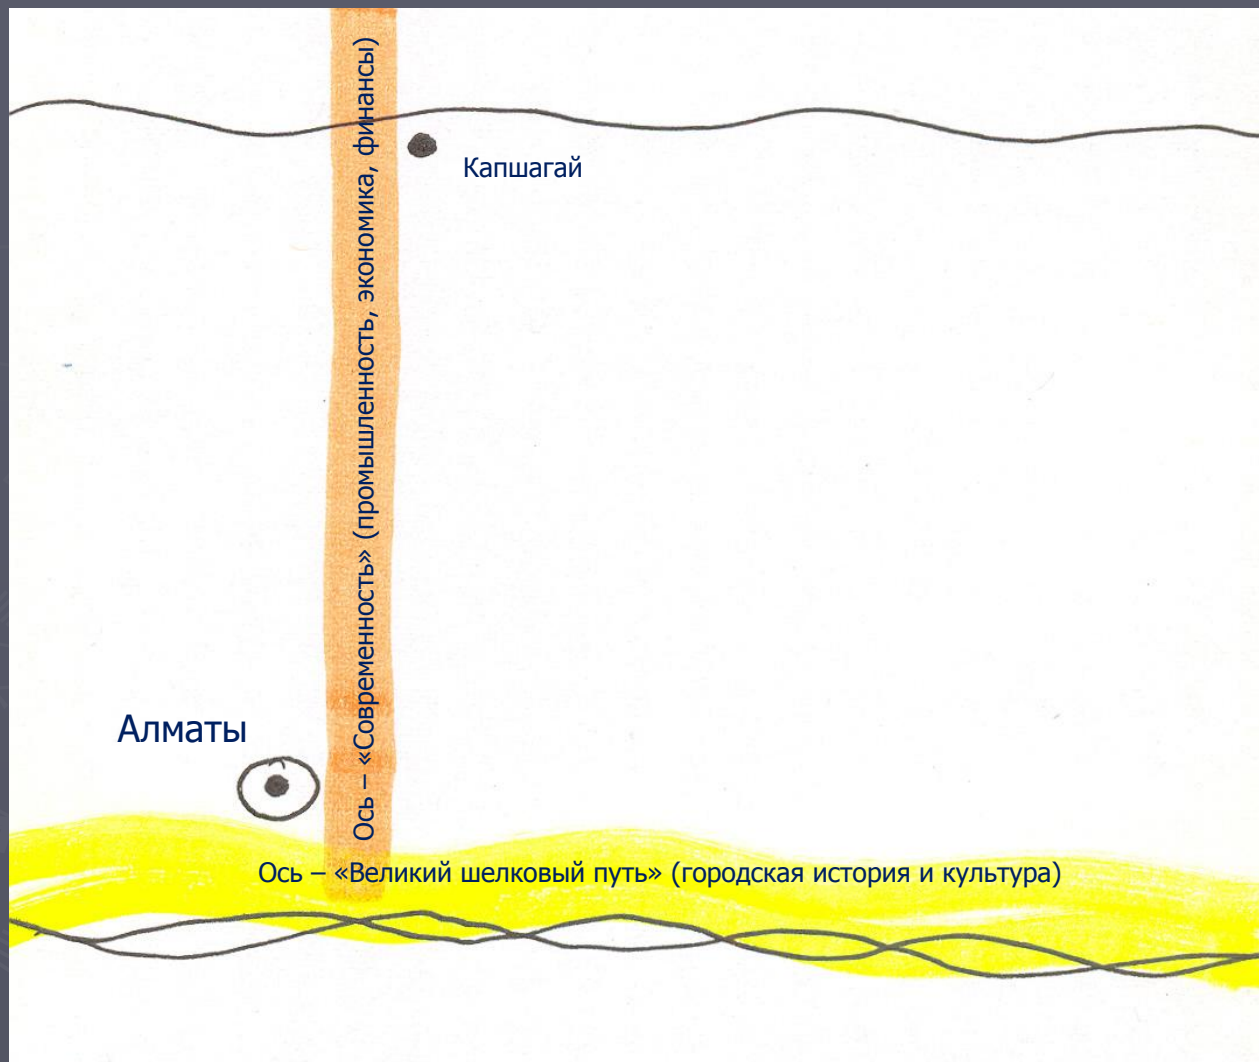 Ось – «Современность» (промышленность, экономика, финансы)
Капшагай
Алматы
Ось – «Великий шелковый путь» (городская история и культура)